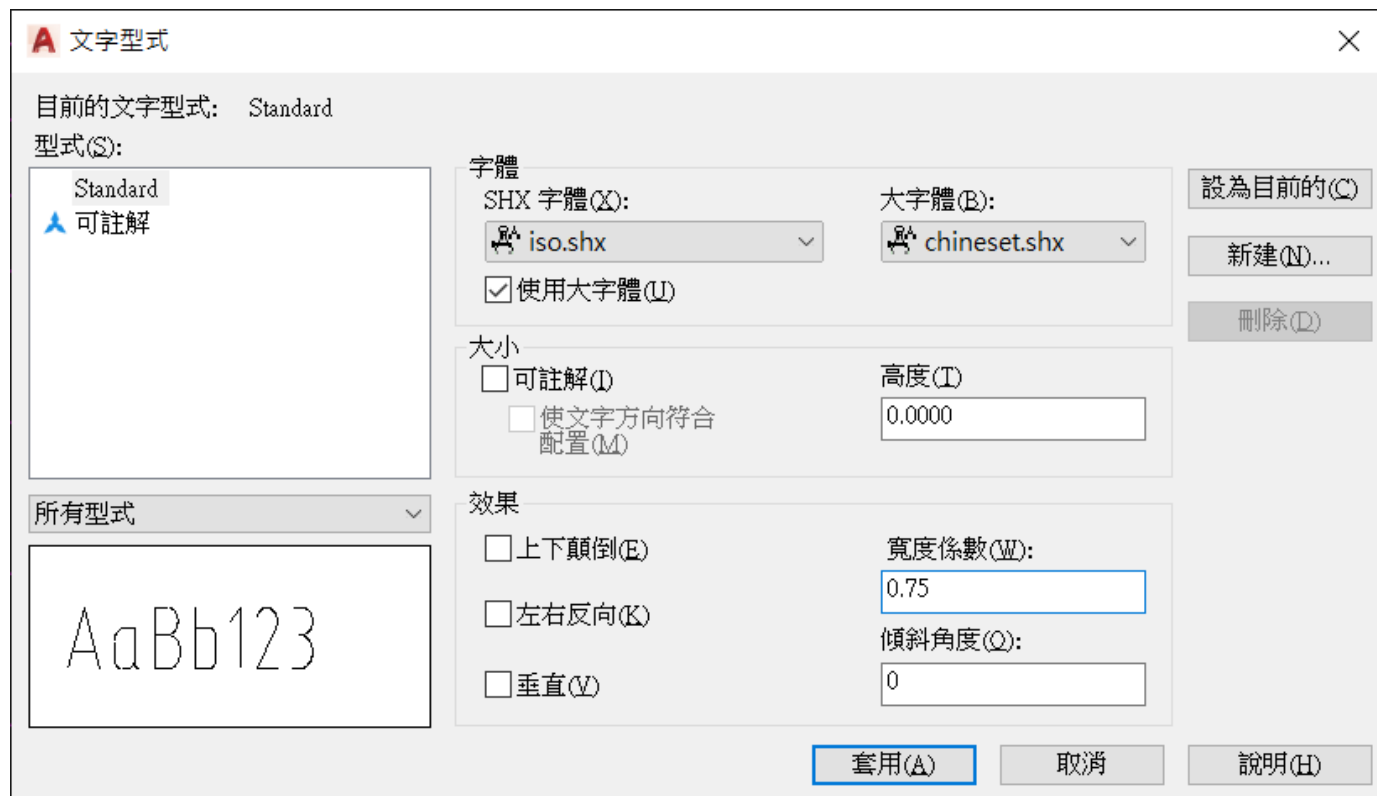 文字型式
目前的文字型式: Standard
型式(S):
Standard
可註解
所有型式
AaBb123
字體
SHX 字體(X):
iso.shx
使用大字體(U)
大字體(B):
chineset.shx
大小
可註解(I)
使文字方向符合
配置(M)
高度(T)
0.0000
效果
上下顛倒(E)
左右反向(K)
垂直(V)
寬度係數(W):
0.75
傾斜角度(O):
0
設為目前的(C)
新建(N)...
刪除(D)
套用(A)
取消
說明(H)